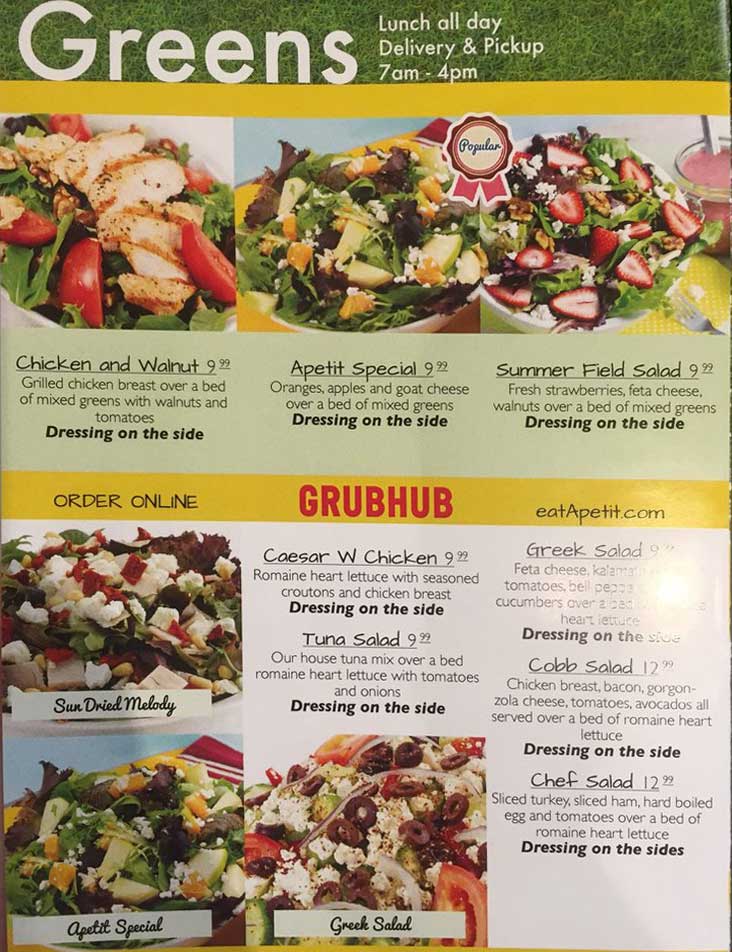 Greens
Lunch all day
Delivery & Pickup
7am - 4pm
Popular
Chicken and Walnut 9 99
Grilled chicken breast over a bed
of mixed greens with walnuts and
tomatoes
Dressing on the side
Apetit Special 9 99
Oranges, apples and goat cheese
over a bed of mixed greens
Dressing on the side
Summer Field Salad 9 99
Fresh strawberries, feta cheese,
walnuts over a bed of mixed greens
Dressing on the side
ORDER ONLINE
GRUBHUB
eatApetit.com
Sun Dried Melody
Apetit Special
Caesar W Chicken 9 99
Romaine heart lettuce with seasoned
croutons and chicken breast
Dressing on the side
Tuna Salad 9 99
Our house tuna mix over a bed
romaine heart lettuce with tomatoes
and onions
Dressing on the side
Greek Salad
Greek Salad 9
Feta cheese,
tomatoes, bell
cucumbers over a bed
heart lettuce
Dressing on the side
Cobb Salad 12 99
Chicken breast, bacon, gorgon-
zola cheese, tomatoes, avocados all
served over a bed of romaine heart
lettuce
Dressing on the side
Chef Salad 12 99
Sliced turkey, sliced ham, hard boiled
egg and tomatoes over a bed of
romaine heart lettuce
Dressing on the sides